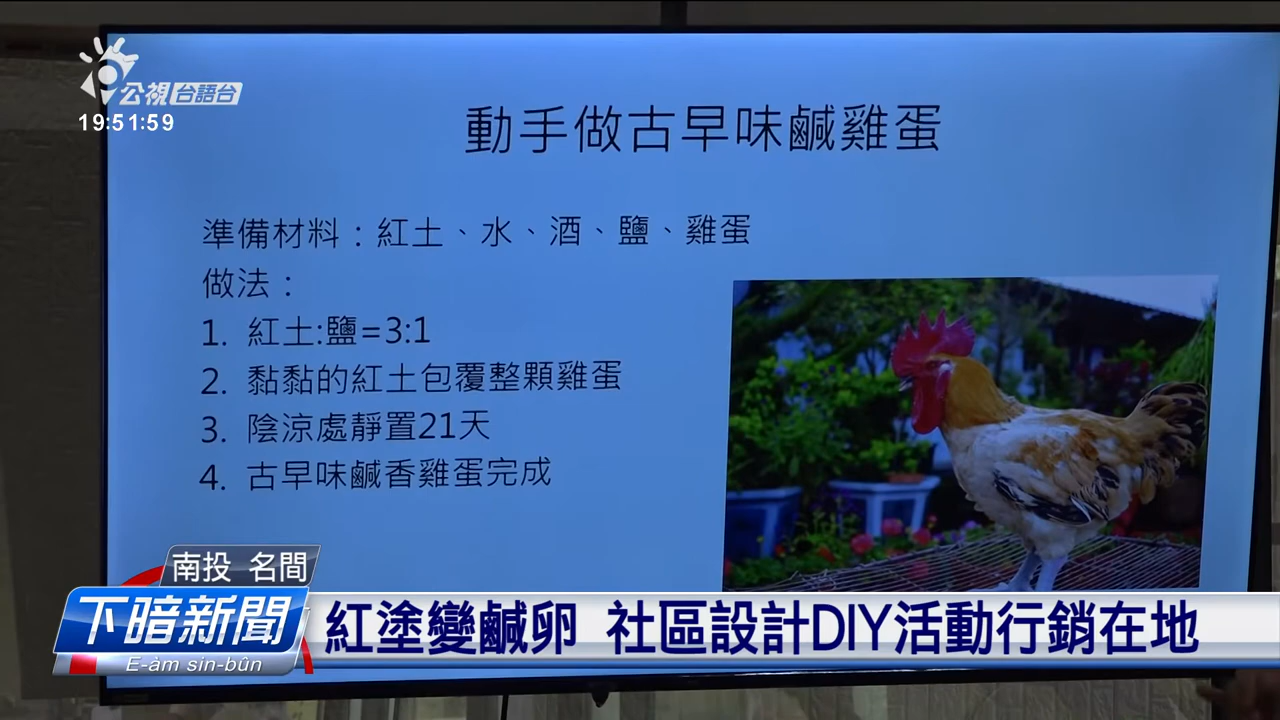 公視台語台
19:51:59
動手做古早味鹹雞蛋
準備材料：紅土、水、酒、鹽、雞蛋
做法：
1. 紅土:鹽=3:1
2. 黏黏的紅土包覆整顆雞蛋
3. 陰涼處靜置21天
4. 古早味鹹香雞蛋完成
南投 名間
下暗新聞
E-àm sin-bûn
紅塗變鹹卵 社區設計DIY活動行銷在地